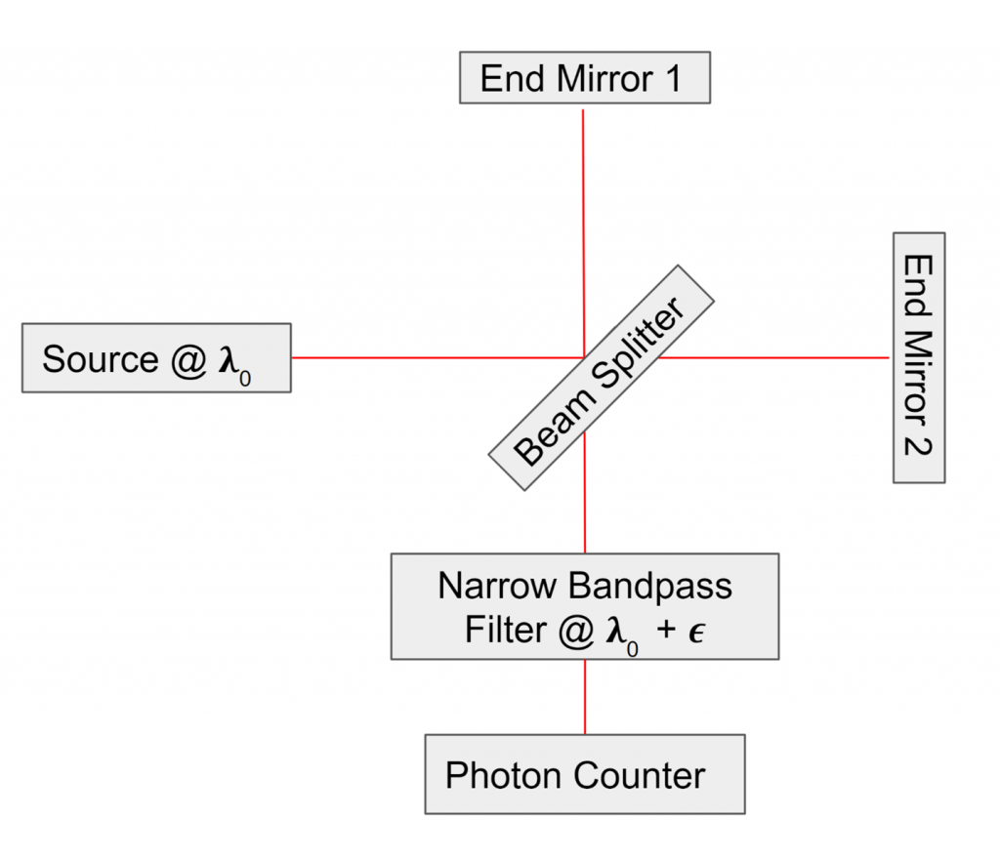 End Mirror 1
Source @ λ₀
Beam Splitter
End Mirror 2
Narrow Bandpass
Filter @ λ₀ + ϵ
Photon Counter